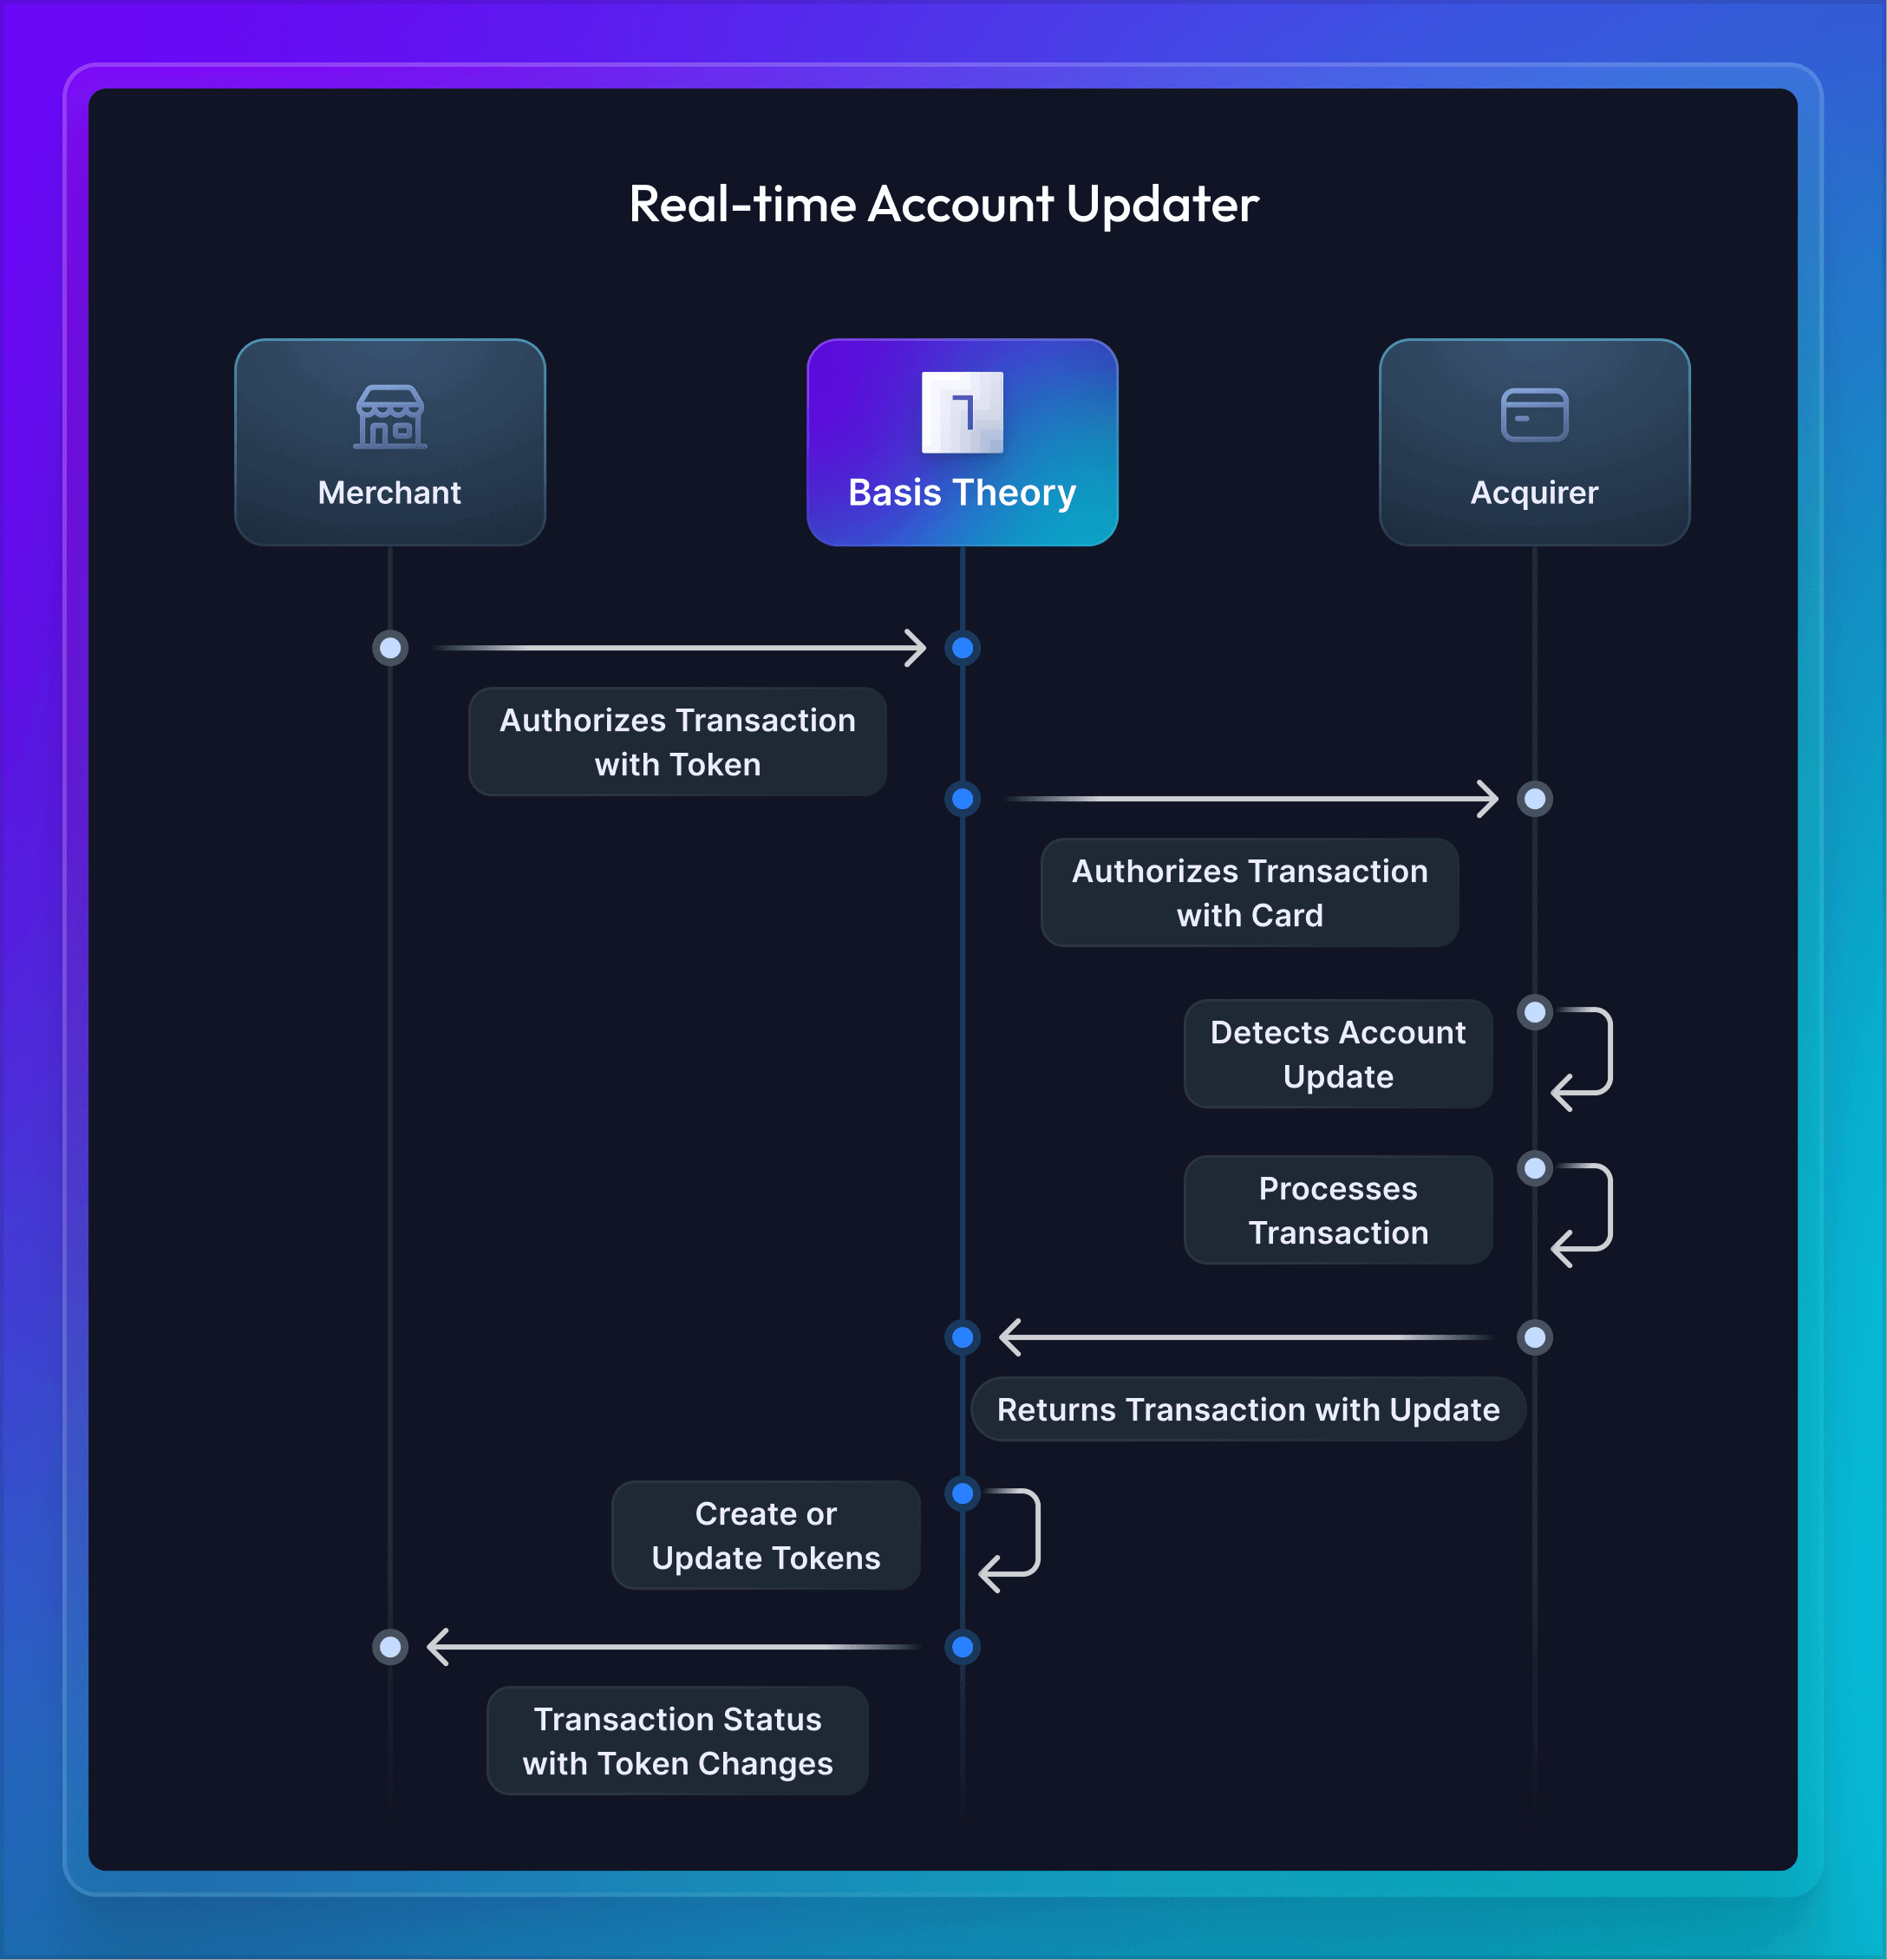 Real-time Account Updater
Merchant
Basis Theory
Acquirer
Authorizes Transaction
with Token
Authorizes Transaction
with Card
Detects Account
Update
Processes
Transaction
Returns Transaction with Update
Create or
Update Tokens
Transaction Status
with Token Changes